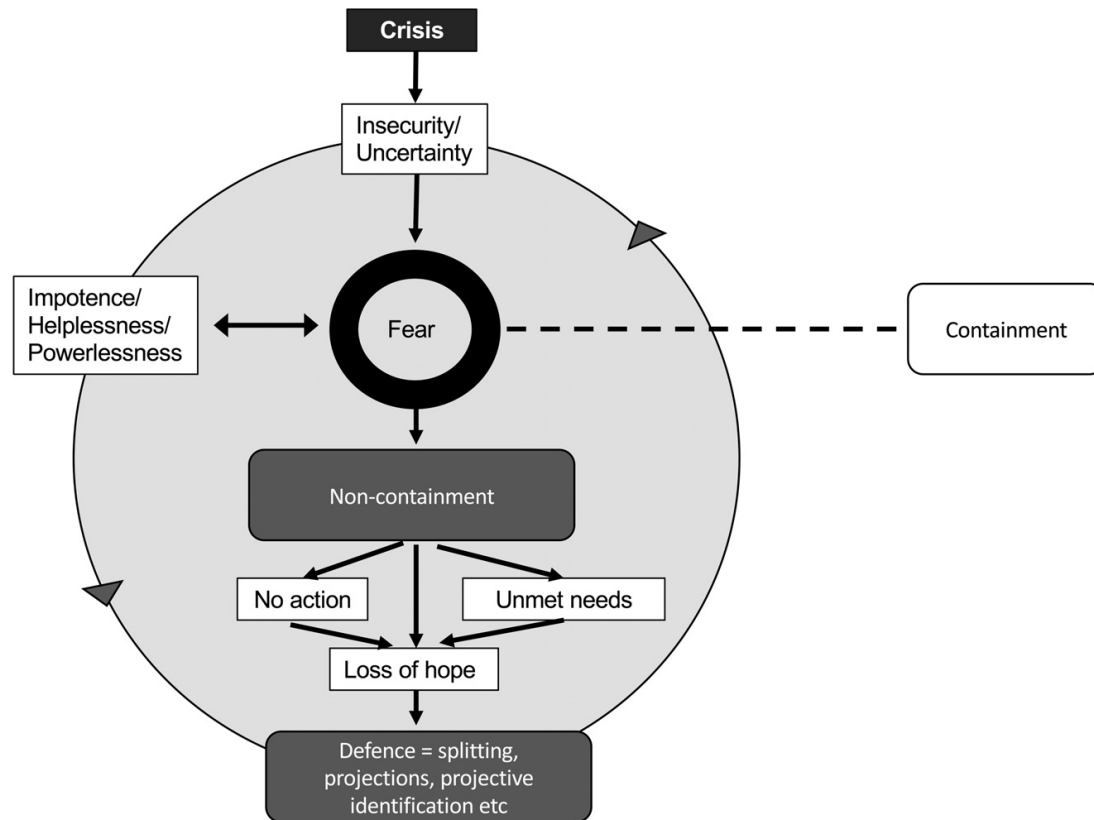 Crisis
Insecurity/
Uncertainty
Impotence/
Helplessness/
Powerlessness
Fear
Containment
Non-containment
No action
Unmet needs
Loss of hope
Defence = splitting,
projections, projective
identification etc